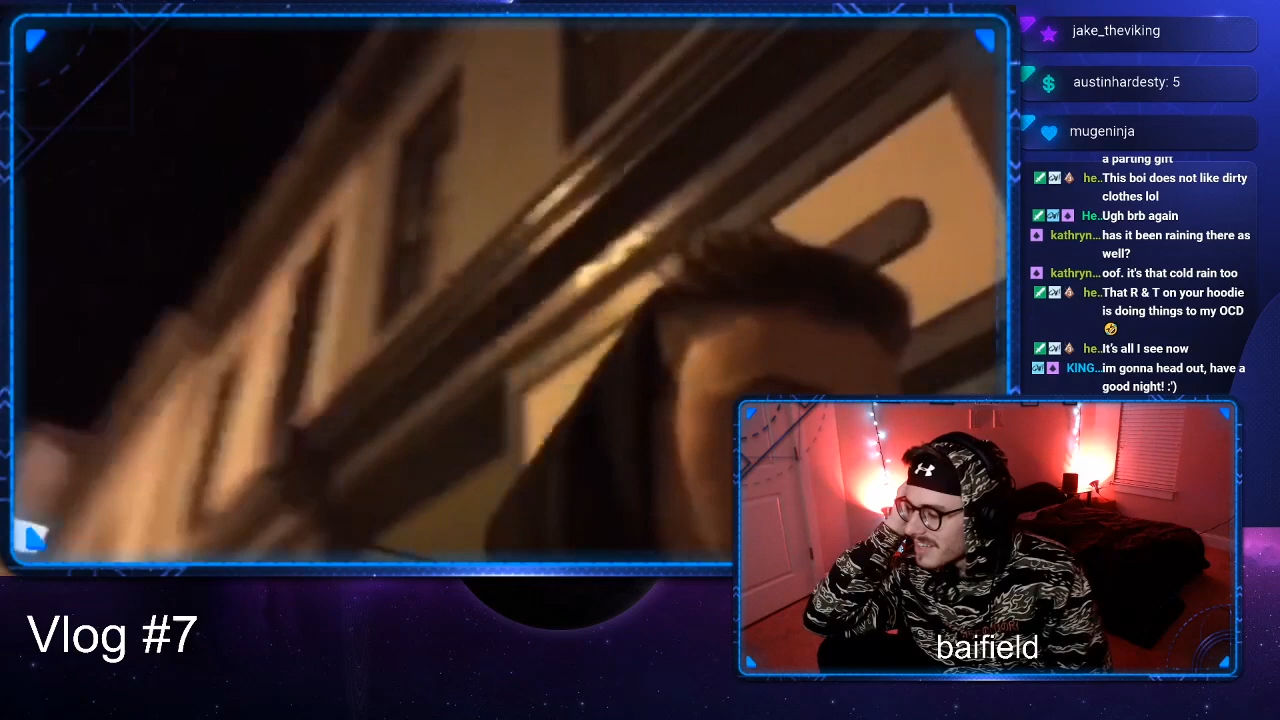 jake_theviking
austinhardesty: 5
mugeninja
a parting gift
he..This boi does not like dirty
clothes lol
He.. Ugh brb again
kathryn... has it been raining there as
well?
kathryn... oof. it's that cold rain too
he..That R & T on your hoodie
is doing things to my OCD
🤣
he..It's all I see now
KING...im gonna head out, have a
good night! :')
Vlog #7
baifield